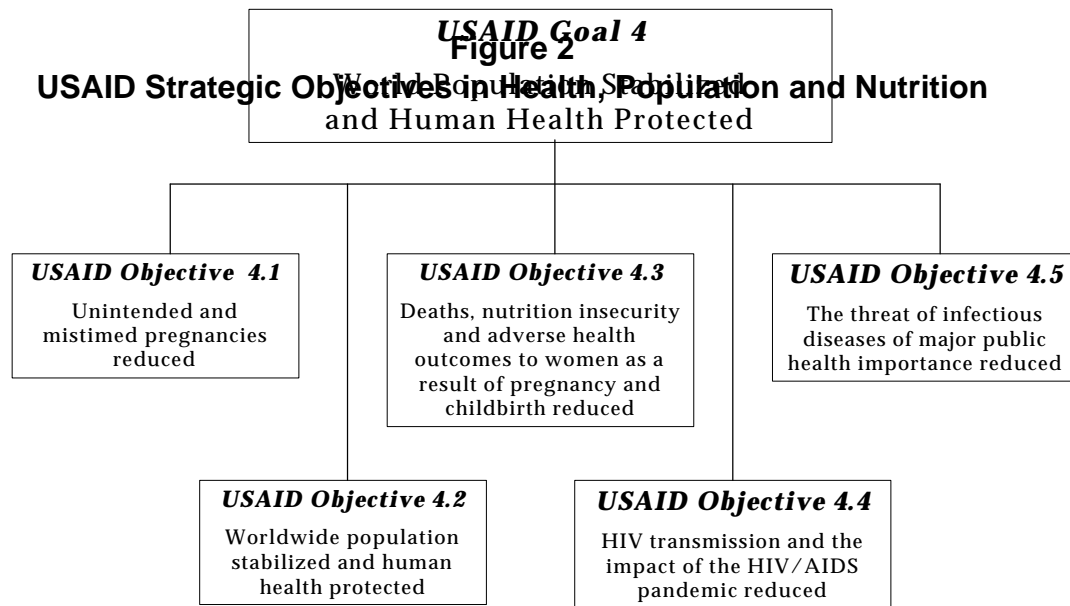 USAID Goal 4
Figure 2
USAID Strategic Objectives in Health, Population and Nutrition
World Population Stabilized
and Human Health Protected
USAID Objective 4.1
Unintended and
mistimed pregnancies
reduced
USAID Objective 4.3
Deaths, nutrition insecurity
and adverse health
outcomes to women as a
result of pregnancy and
childbirth reduced
USAID Objective 4.5
The threat of infectious
diseases of major public
health importance reduced
USAID Objective 4.2
Worldwide population
stabilized and human
health protected
USAID Objective 4.4
HIV transmission and the
impact of the HIV/AIDS
pandemic reduced